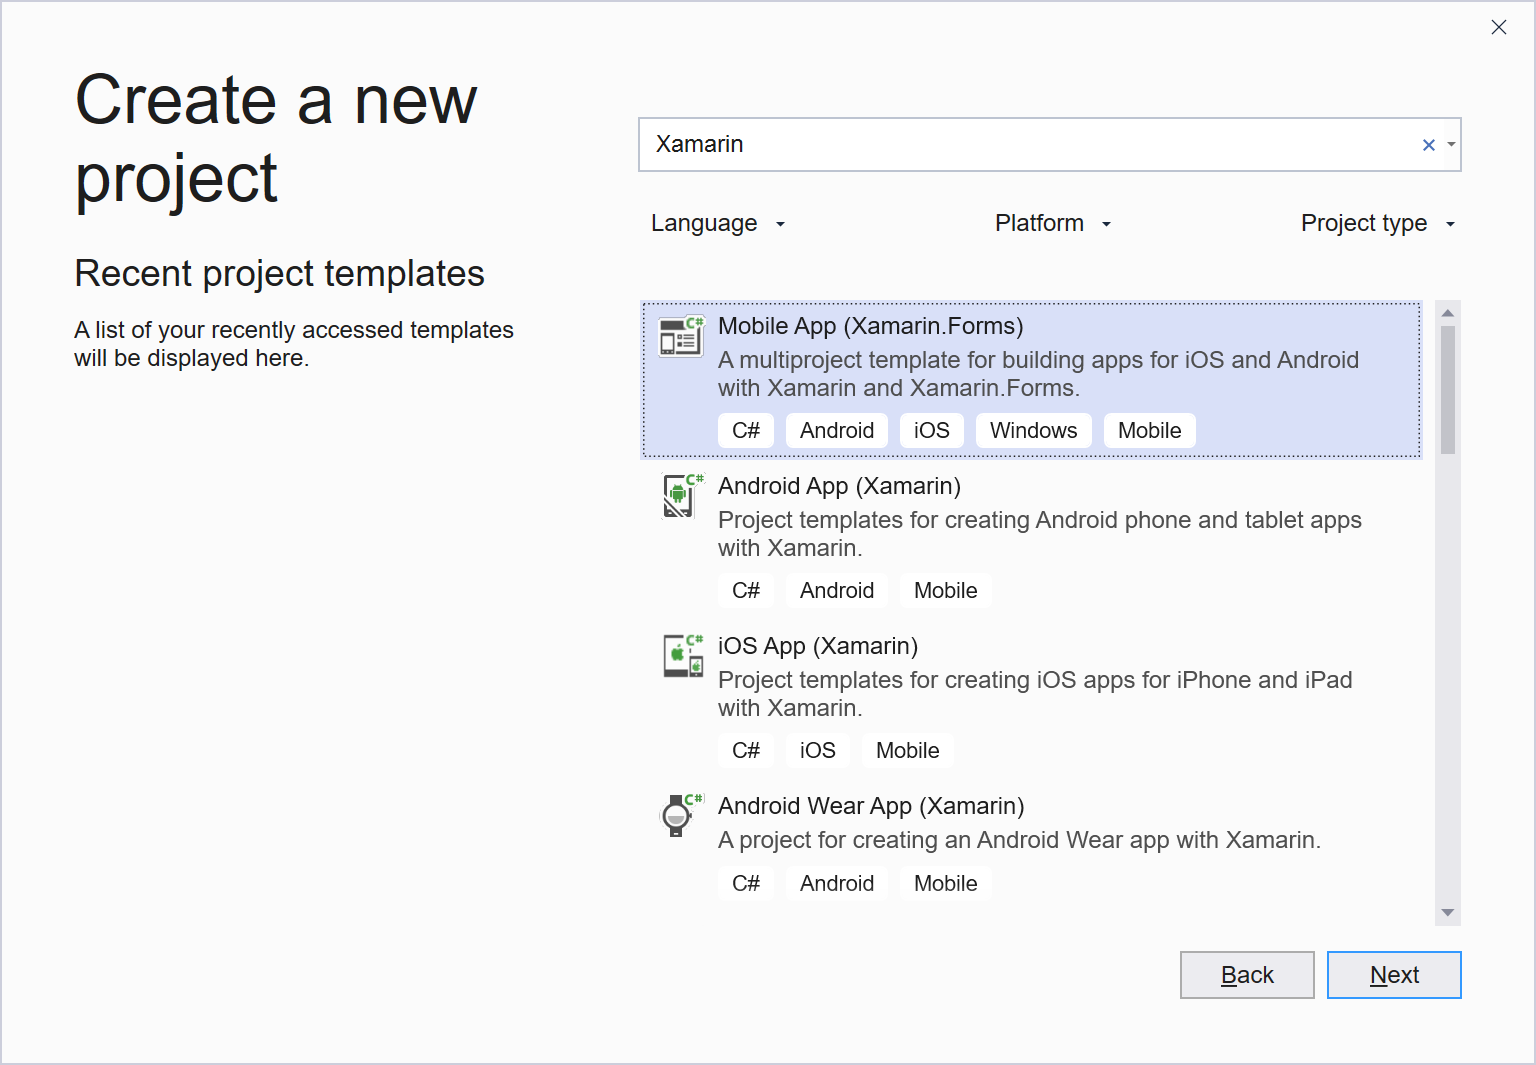 Create a new
project
Recent project templates
A list of your recently accessed templates
will be displayed here.
Xamarin
Language Platform Project type
C#
Mobile App (Xamarin.Forms)
A multiproject template for building apps for iOS and Android
with Xamarin and Xamarin.Forms.
C# Android iOS Windows Mobile
C#
Android App (Xamarin)
Project templates for creating Android phone and tablet apps
with Xamarin.
C# Android Mobile
C#
iOS App (Xamarin)
Project templates for creating iOS apps for iPhone and iPad
with Xamarin.
C# iOS Mobile
C#
Android Wear App (Xamarin)
A project for creating an Android Wear app with Xamarin.
C# Android Mobile
Back Next